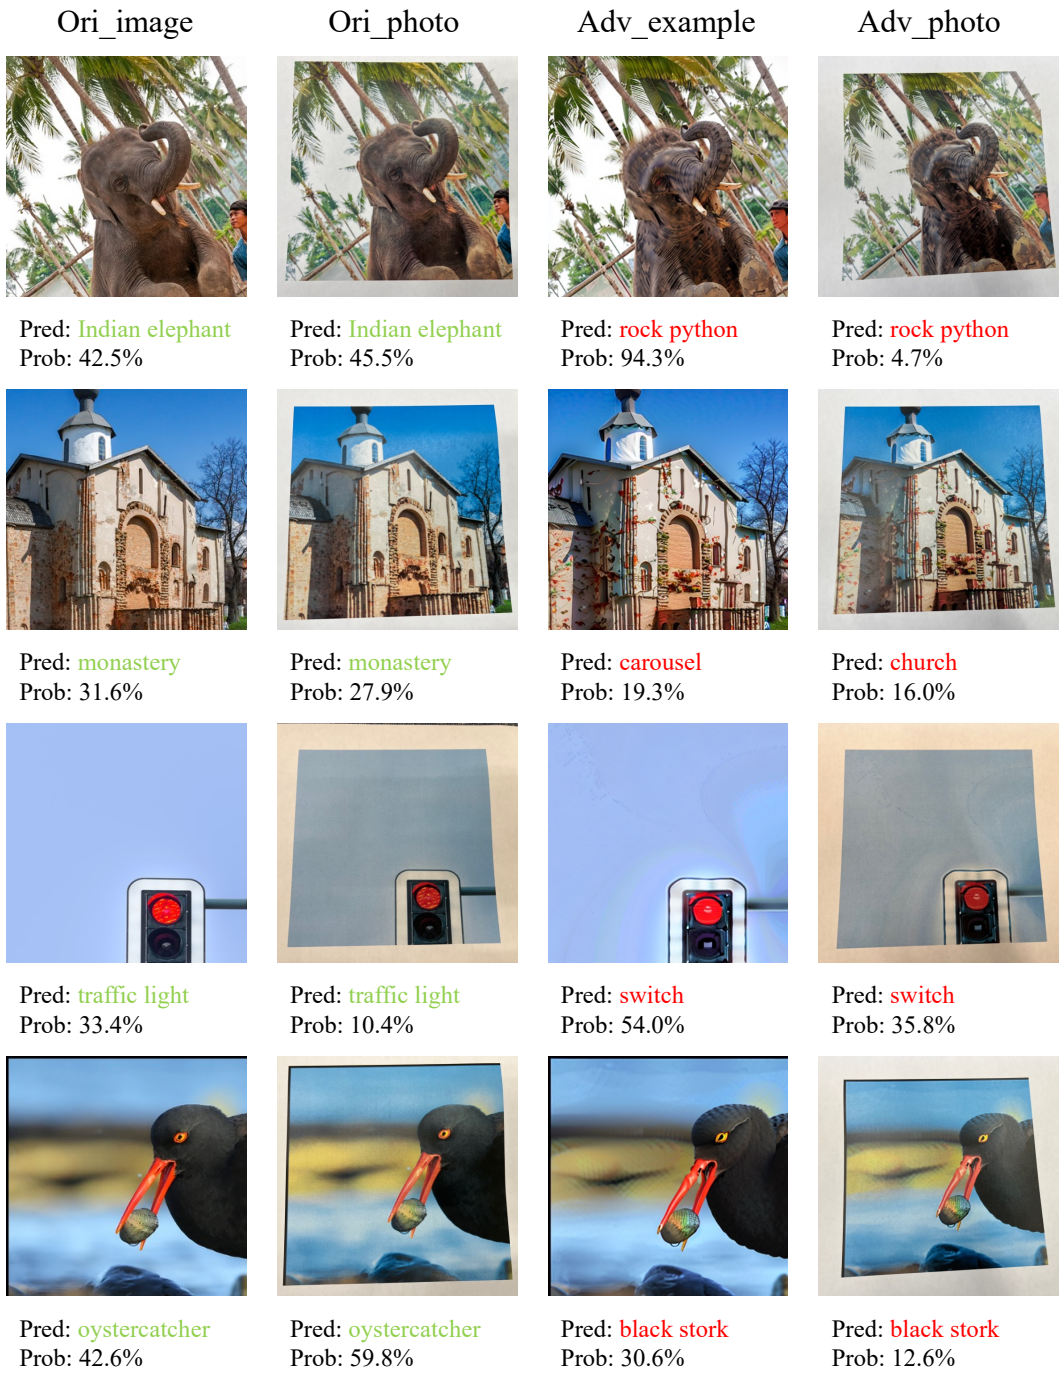 Ori_image Ori_photo Adv_example Adv_photo
Pred: Indian elephant Pred: Indian elephant Pred: rock python Pred: rock python
Prob: 42.5% Prob: 45.5% Prob: 94.3% Prob: 4.7%
Pred: monastery Pred: monastery Pred: carousel Pred: church
Prob: 31.6% Prob: 27.9% Prob: 19.3% Prob: 16.0%
Pred: traffic light Pred: traffic light Pred: switch Pred: switch
Prob: 33.4% Prob: 10.4% Prob: 54.0% Prob: 35.8%
Pred: oystercatcher Pred: oystercatcher Pred: black stork Pred: black stork
Prob: 42.6% Prob: 59.8% Prob: 30.6% Prob: 12.6%